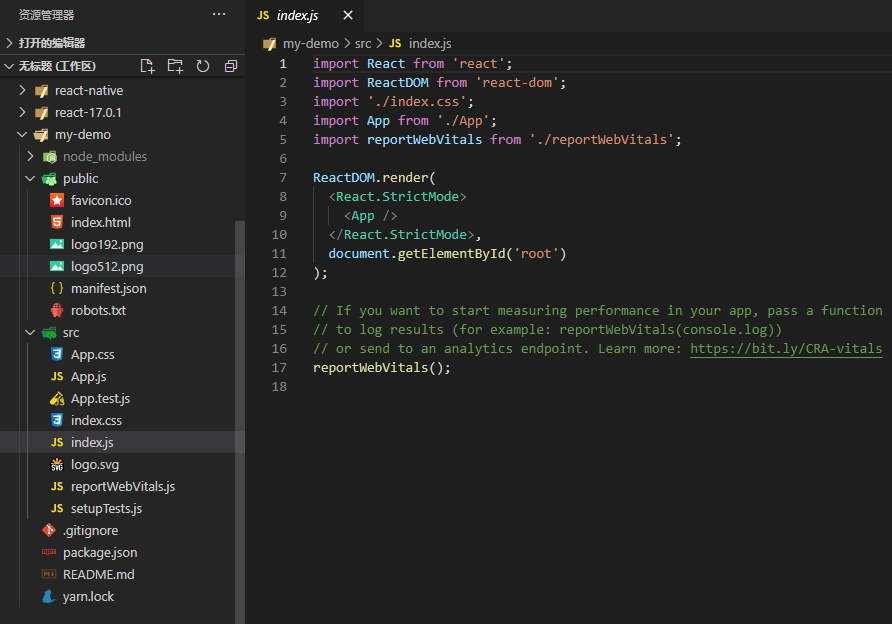 资源管理器 ···
打开的编辑器
无标题 (工作区)
react-native
react-17.0.1
my-demo
node_modules
public
favicon.ico
index.html
logo192.png
logo512.png
{ } manifest.json
robots.txt
src
App.css
JS App.js
App.test.js
index.css
JS index.js
SVG logo.svg
JS reportWebVitals.js
JS setupTests.js
.gitignore
package.json
README.md
yarn.lock
JS index.js ×
my-demo > src > JS index.js
1 import React from 'react';
2 import ReactDOM from 'react-dom';
3 import './index.css';
4 import App from './App';
5 import reportWebVitals from './reportWebVitals';
6
7 ReactDOM.render(
8 <React.StrictMode>
9 <App />
10 </React.StrictMode>,
11 document.getElementById('root')
12 );
13
14 // If you want to start measuring performance in your app, pass a function
15 // to log results (for example: reportWebVitals(console.log))
16 // or send to an analytics endpoint. Learn more: https://bit.ly/CRA-vitals
17 reportWebVitals();
18